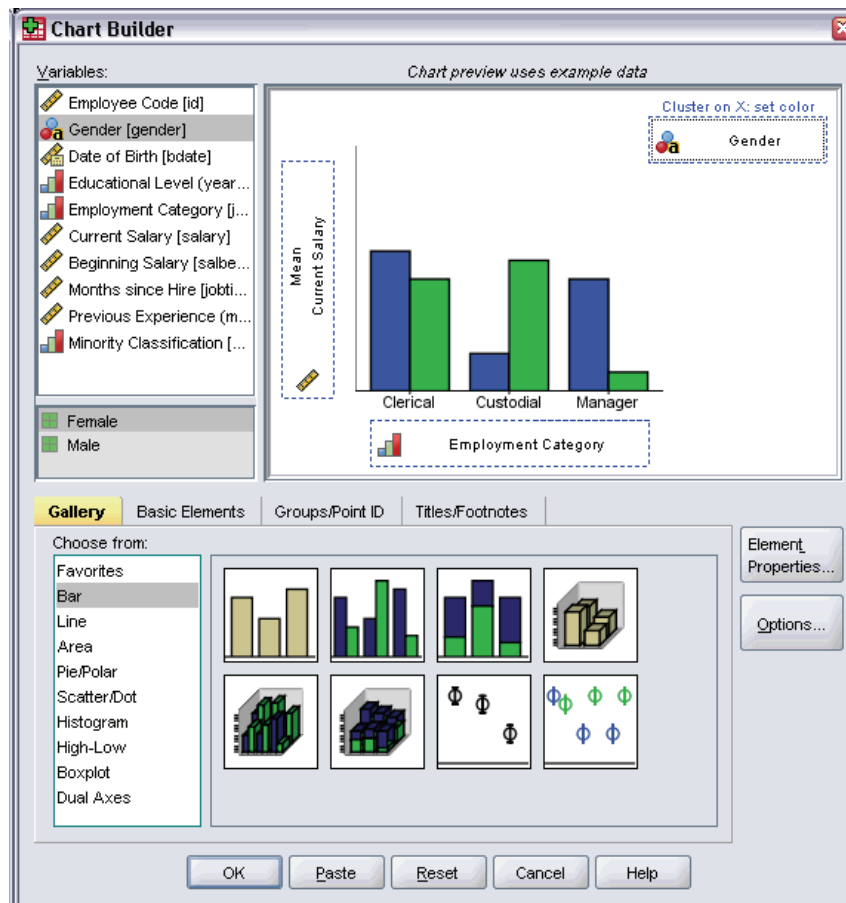 Chart Builder
Variables:
Employee Code [id]
Gender [gender]
Date of Birth [bdate]
Educational Level (year...
Employment Category [j...
Current Salary [salary]
Beginning Salary [salbe...
Months since Hire [jobti...
Previous Experience (m...
Minority Classification [...
Female
Male
Chart preview uses example data
Cluster on X: set color
a Gender
Mean
Current Salary
Clerical Custodial Manager
Employment Category
Gallery Basic Elements Groups/Point ID Titles/Footnotes
Choose from:
Favorites
Bar
Line
Area
Pie/Polar
Scatter/Dot
Histogram
High-Low
Boxplot
Dual Axes
Element
Properties...
Options...
OK Paste Reset Cancel Help